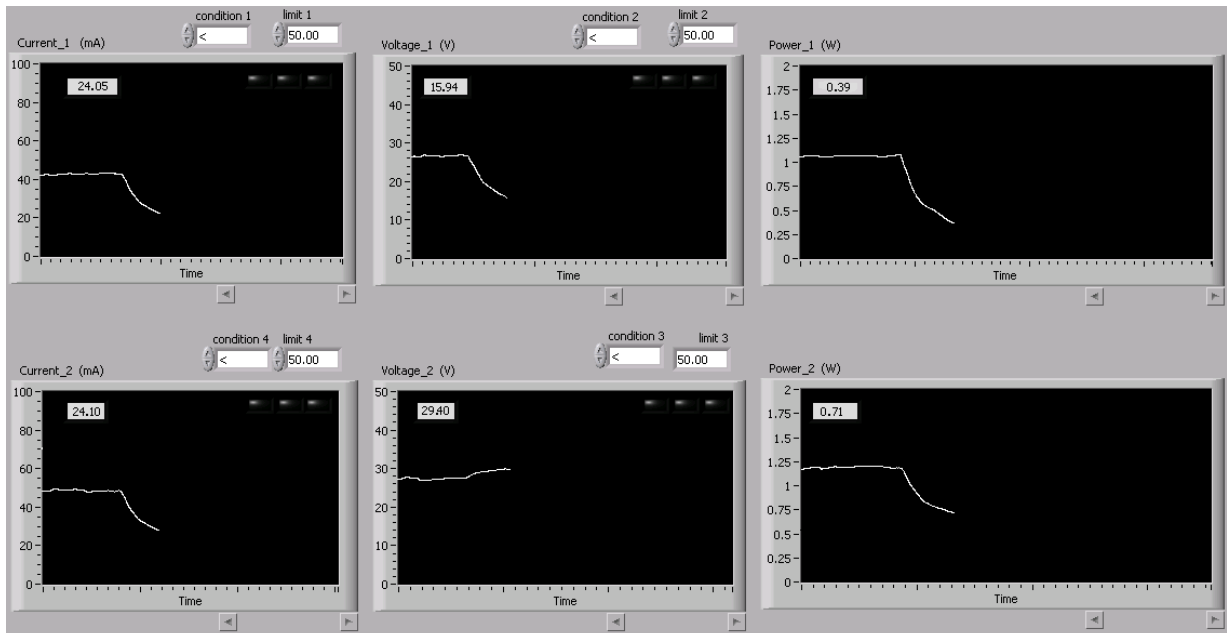 condition 1 limit 1 condition 2 limit 2
< 50.00 < 50.00
Current_1 (mA) Voltage_1 (V) Power_1 (W)
24.05 15.94 0.39
100 50 2
80 40 1.75
60 30 1.5
40 20 1.25
20 10 1
0 0 0.75
0.5
0.25
0
Time Time Time
condition 4 limit 4 condition 3 limit 3
< 50.00 < 50.00
Current_2 (mA) Voltage_2 (V) Power_2 (W)
24.10 29.40 0.71
100 50 2
80 40 1.75
60 30 1.5
40 20 1.25
20 10 1
0 0 0.75
0.5
0.25
0
Time Time Time